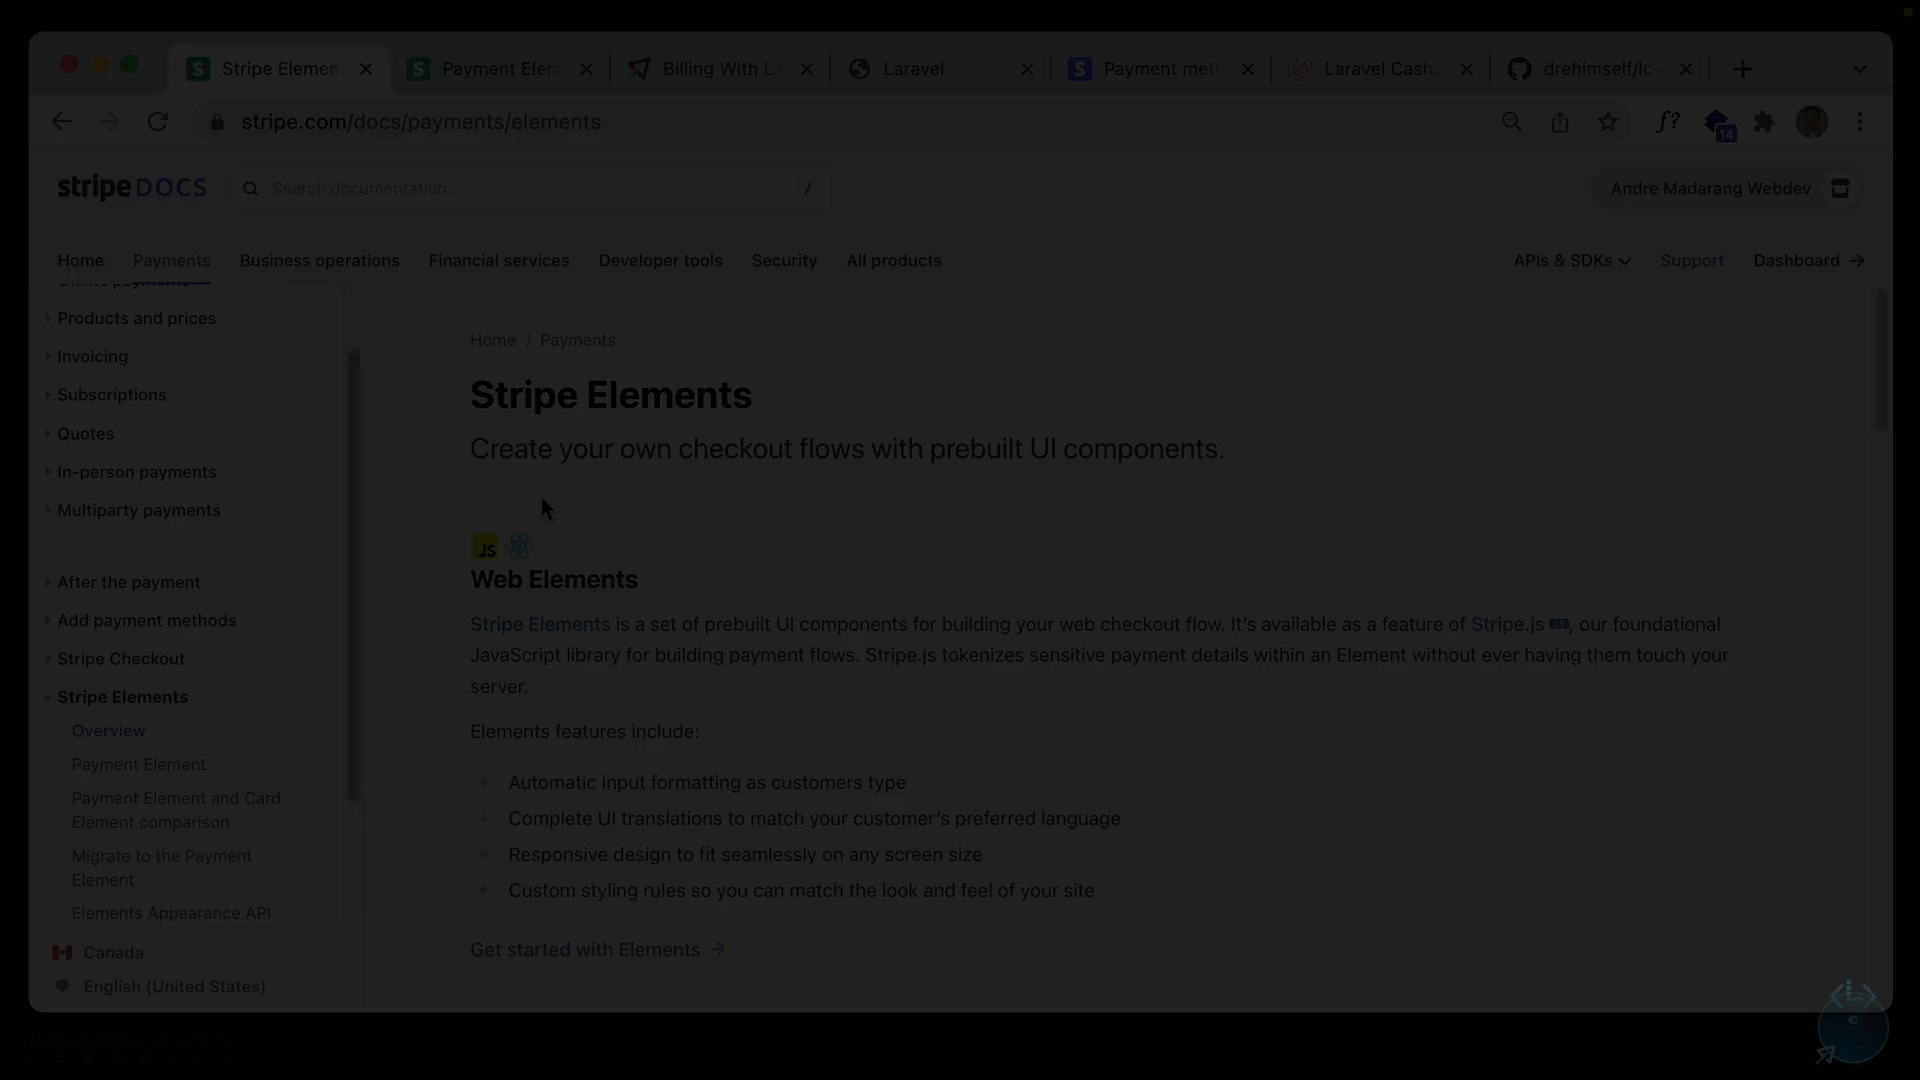 Stripe Element
Payment Elem
Billing With La
Laravel
Payment meth
Laravel Cashi
drehimself/lc-
stripe.com/docs/payments/elements
f?
14
stripe DOCS
Search documentation...
/
Andre Madarang Webdev
Home
Payments
Business operations
Financial services
Developer tools
Security
All products
APIs & SDKs
Support
Dashboard →
Online payments
Products and prices
Invoicing
Subscriptions
Quotes
In-person payments
Multiparty payments
After the payment
Add payment methods
Stripe Checkout
Stripe Elements
Overview
Payment Element
Payment Element and Card
Element comparison
Migrate to the Payment
Element
Elements Appearance API
Canada
English (United States)
Home / Payments
Stripe Elements
Create your own checkout flows with prebuilt UI components.
JS
Web Elements
Stripe Elements is a set of prebuilt UI components for building your web checkout flow. It's available as a feature of Stripe.js JS, our foundational
JavaScript library for building payment flows. Stripe.js tokenizes sensitive payment details within an Element without ever having them touch your
server.
Elements features include:
Automatic input formatting as customers type
Complete UI translations to match your customer's preferred language
Responsive design to fit seamlessly on any screen size
Custom styling rules so you can match the look and feel of your site
Get started with Elements →